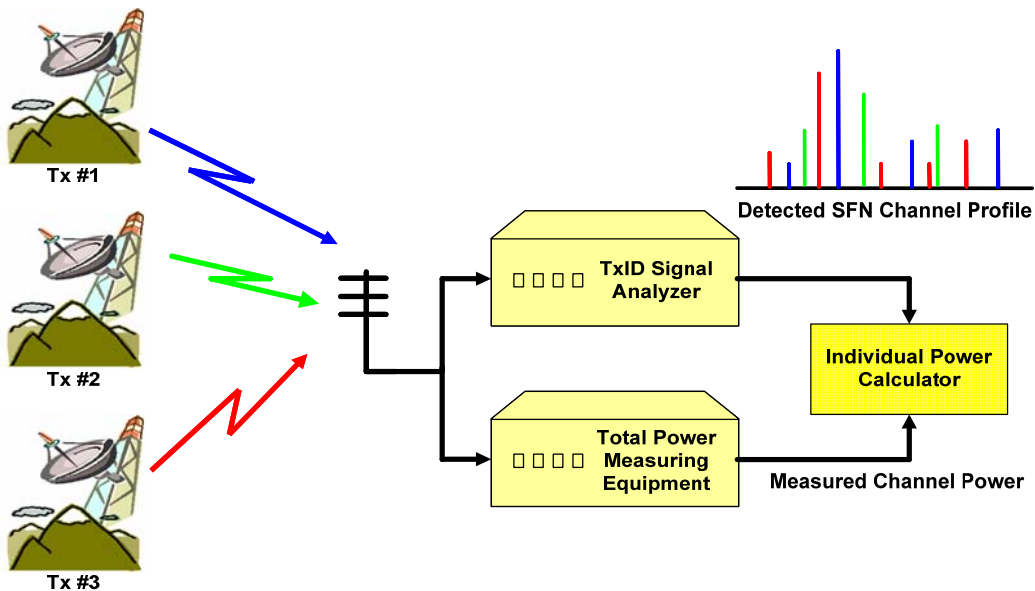 Tx #1
Tx #2
Tx #3
TxID Signal
Analyzer
Total Power
Measuring
Equipment
Detected SFN Channel Profile
Individual Power
Calculator
Measured Channel Power